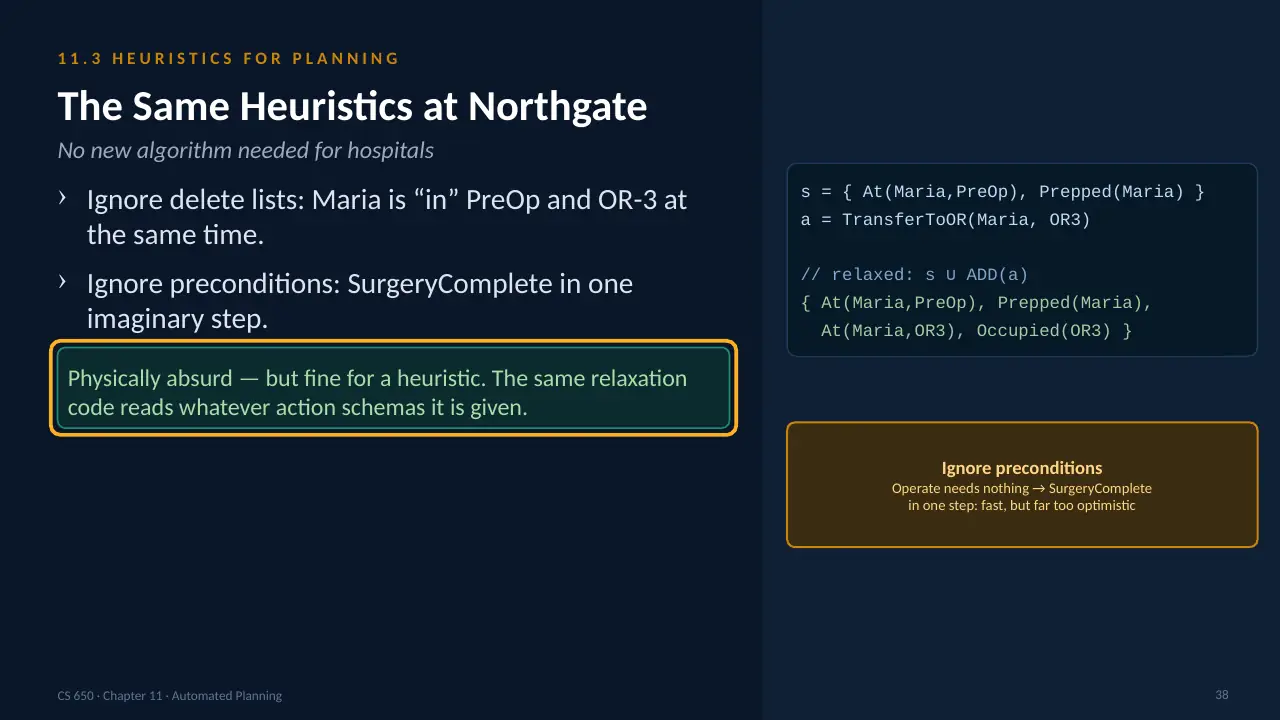 11.3 HEURISTICS FOR PLANNING
The Same Heuristics at Northgate
No new algorithm needed for hospitals
› Ignore delete lists: Maria is “in” PreOp and OR-3 at
the same time.
› Ignore preconditions: SurgeryComplete in one
imaginary step.
Physically absurd — but fine for a heuristic. The same relaxation
code reads whatever action schemas it is given.
s = { At(Maria,PreOp), Prepped(Maria) }
a = TransferToOR(Maria, OR3)
// relaxed: s ∪ ADD(a)
{ At(Maria,PreOp), Prepped(Maria),
At(Maria,OR3), Occupied(OR3) }
Ignore preconditions
Operate needs nothing → SurgeryComplete
in one step: fast, but far too optimistic
CS 650 · Chapter 11 · Automated Planning
38